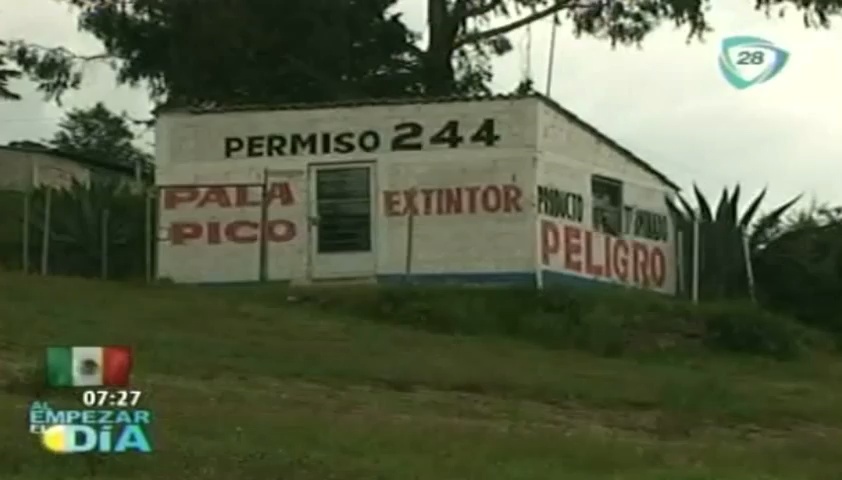 28
PERMISO 244
PALA
PICO
EXTINTOR
PRODUCTO
PELIGRO
07:27
AL
EMPEZAR
EL DÍA